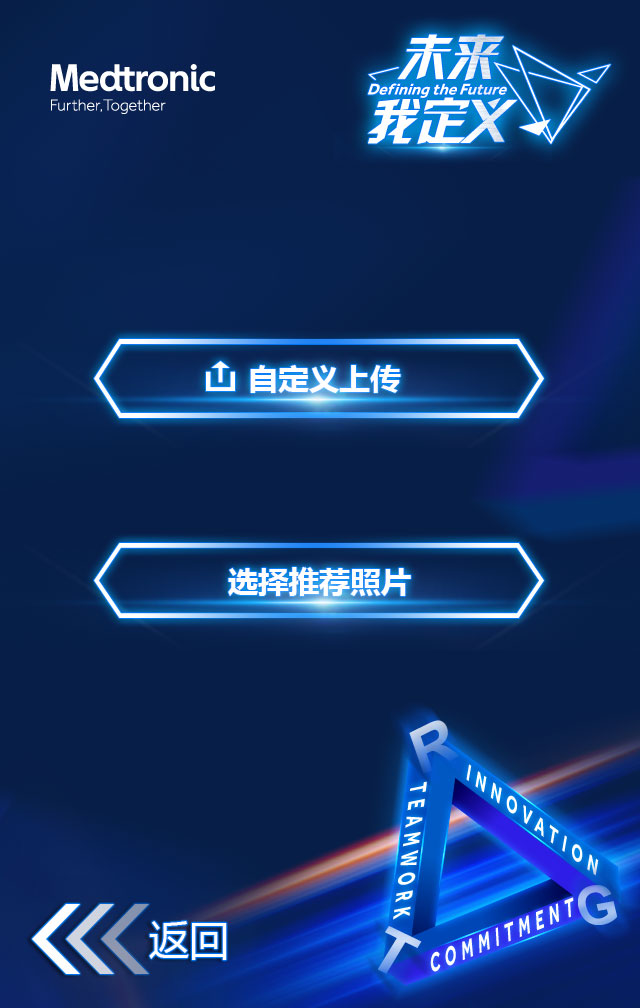 Medtronic
Further,Together
未来
Defining the Future
我定义
自定义上传
选择推荐照片
R
INNOVATION
TEAMWORK
G
COMMITMENT
T
返回